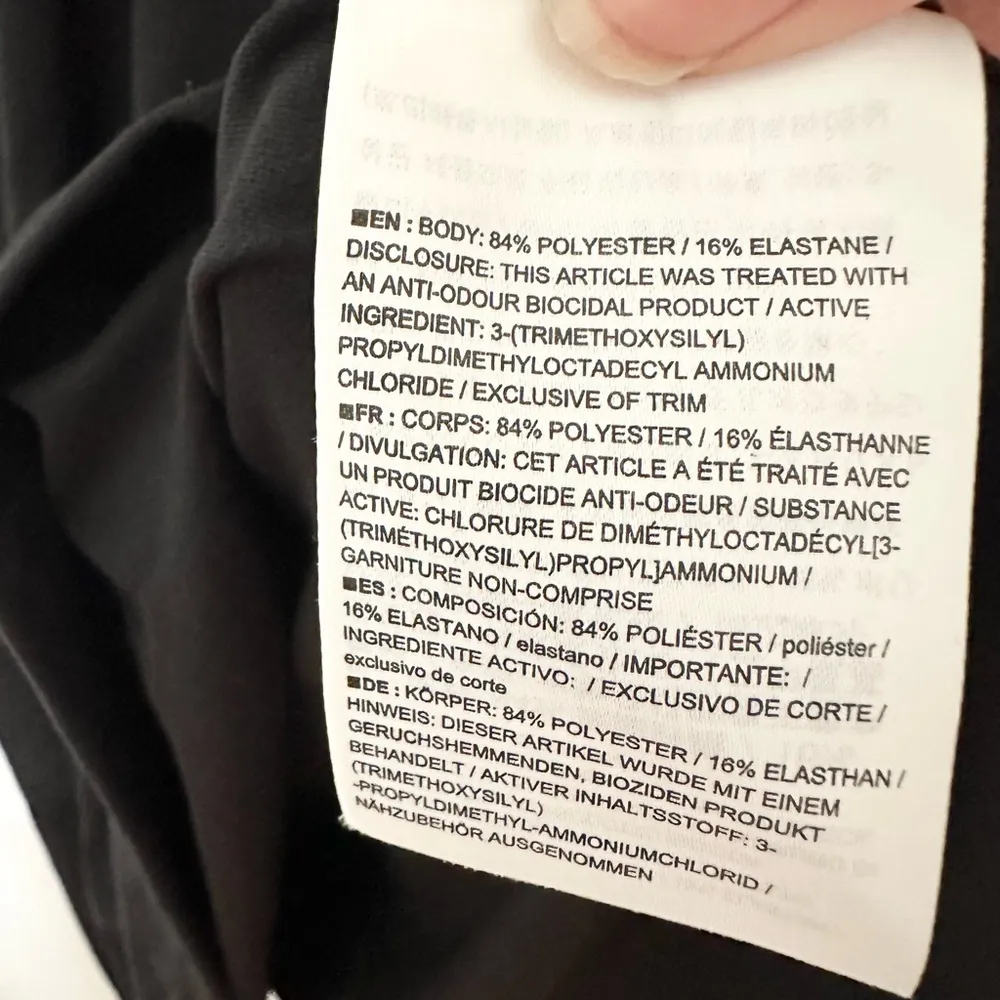 EN : BODY: 84% POLYESTER / 16% ELASTANE /
DISCLOSURE: THIS ARTICLE WAS TREATED WITH
AN ANTI-ODOUR BIOCIDAL PRODUCT / ACTIVE
INGREDIENT: 3-(TRIMETHOXYSILYL)
PROPYLDIMETHYLOCTADECYL AMMONIUM
CHLORIDE / EXCLUSIVE OF TRIM
FR : CORPS: 84% POLYESTER / 16% ÉLASTHANNE
/ DIVULGATION: CET ARTICLE A ÉTÉ TRAITÉ AVEC
UN PRODUIT BIOCIDE ANTI-ODEUR / SUBSTANCE
ACTIVE: CHLORURE DE DIMÉTHYLOCTADÉCYL[3-
(TRIMÉTHOXYSILYL)PROPYL]AMMONIUM /
GARNITURE NON-COMPRISE
ES : COMPOSICIÓN: 84% POLIÉSTER / poliéster /
16% ELASTANO / elastano / IMPORTANTE: /
INGREDIENTE ACTIVO: / EXCLUSIVO DE CORTE /
exclusivo de corte
DE : KÖRPER: 84% POLYESTER / 16% ELASTHAN /
HINWEIS: DIESER ARTIKEL WURDE MIT EINEM
GERUCHSHEMMENDEN, BIOZIDEN PRODUKT
BEHANDELT / AKTIVER INHALTSSTOFF: 3-
(TRIMETHOXYSILYL)
-PROPYLDIMETHYL-AMMONIUMCHLORID /
NÄHZUBEHÖR AUSGENOMMEN